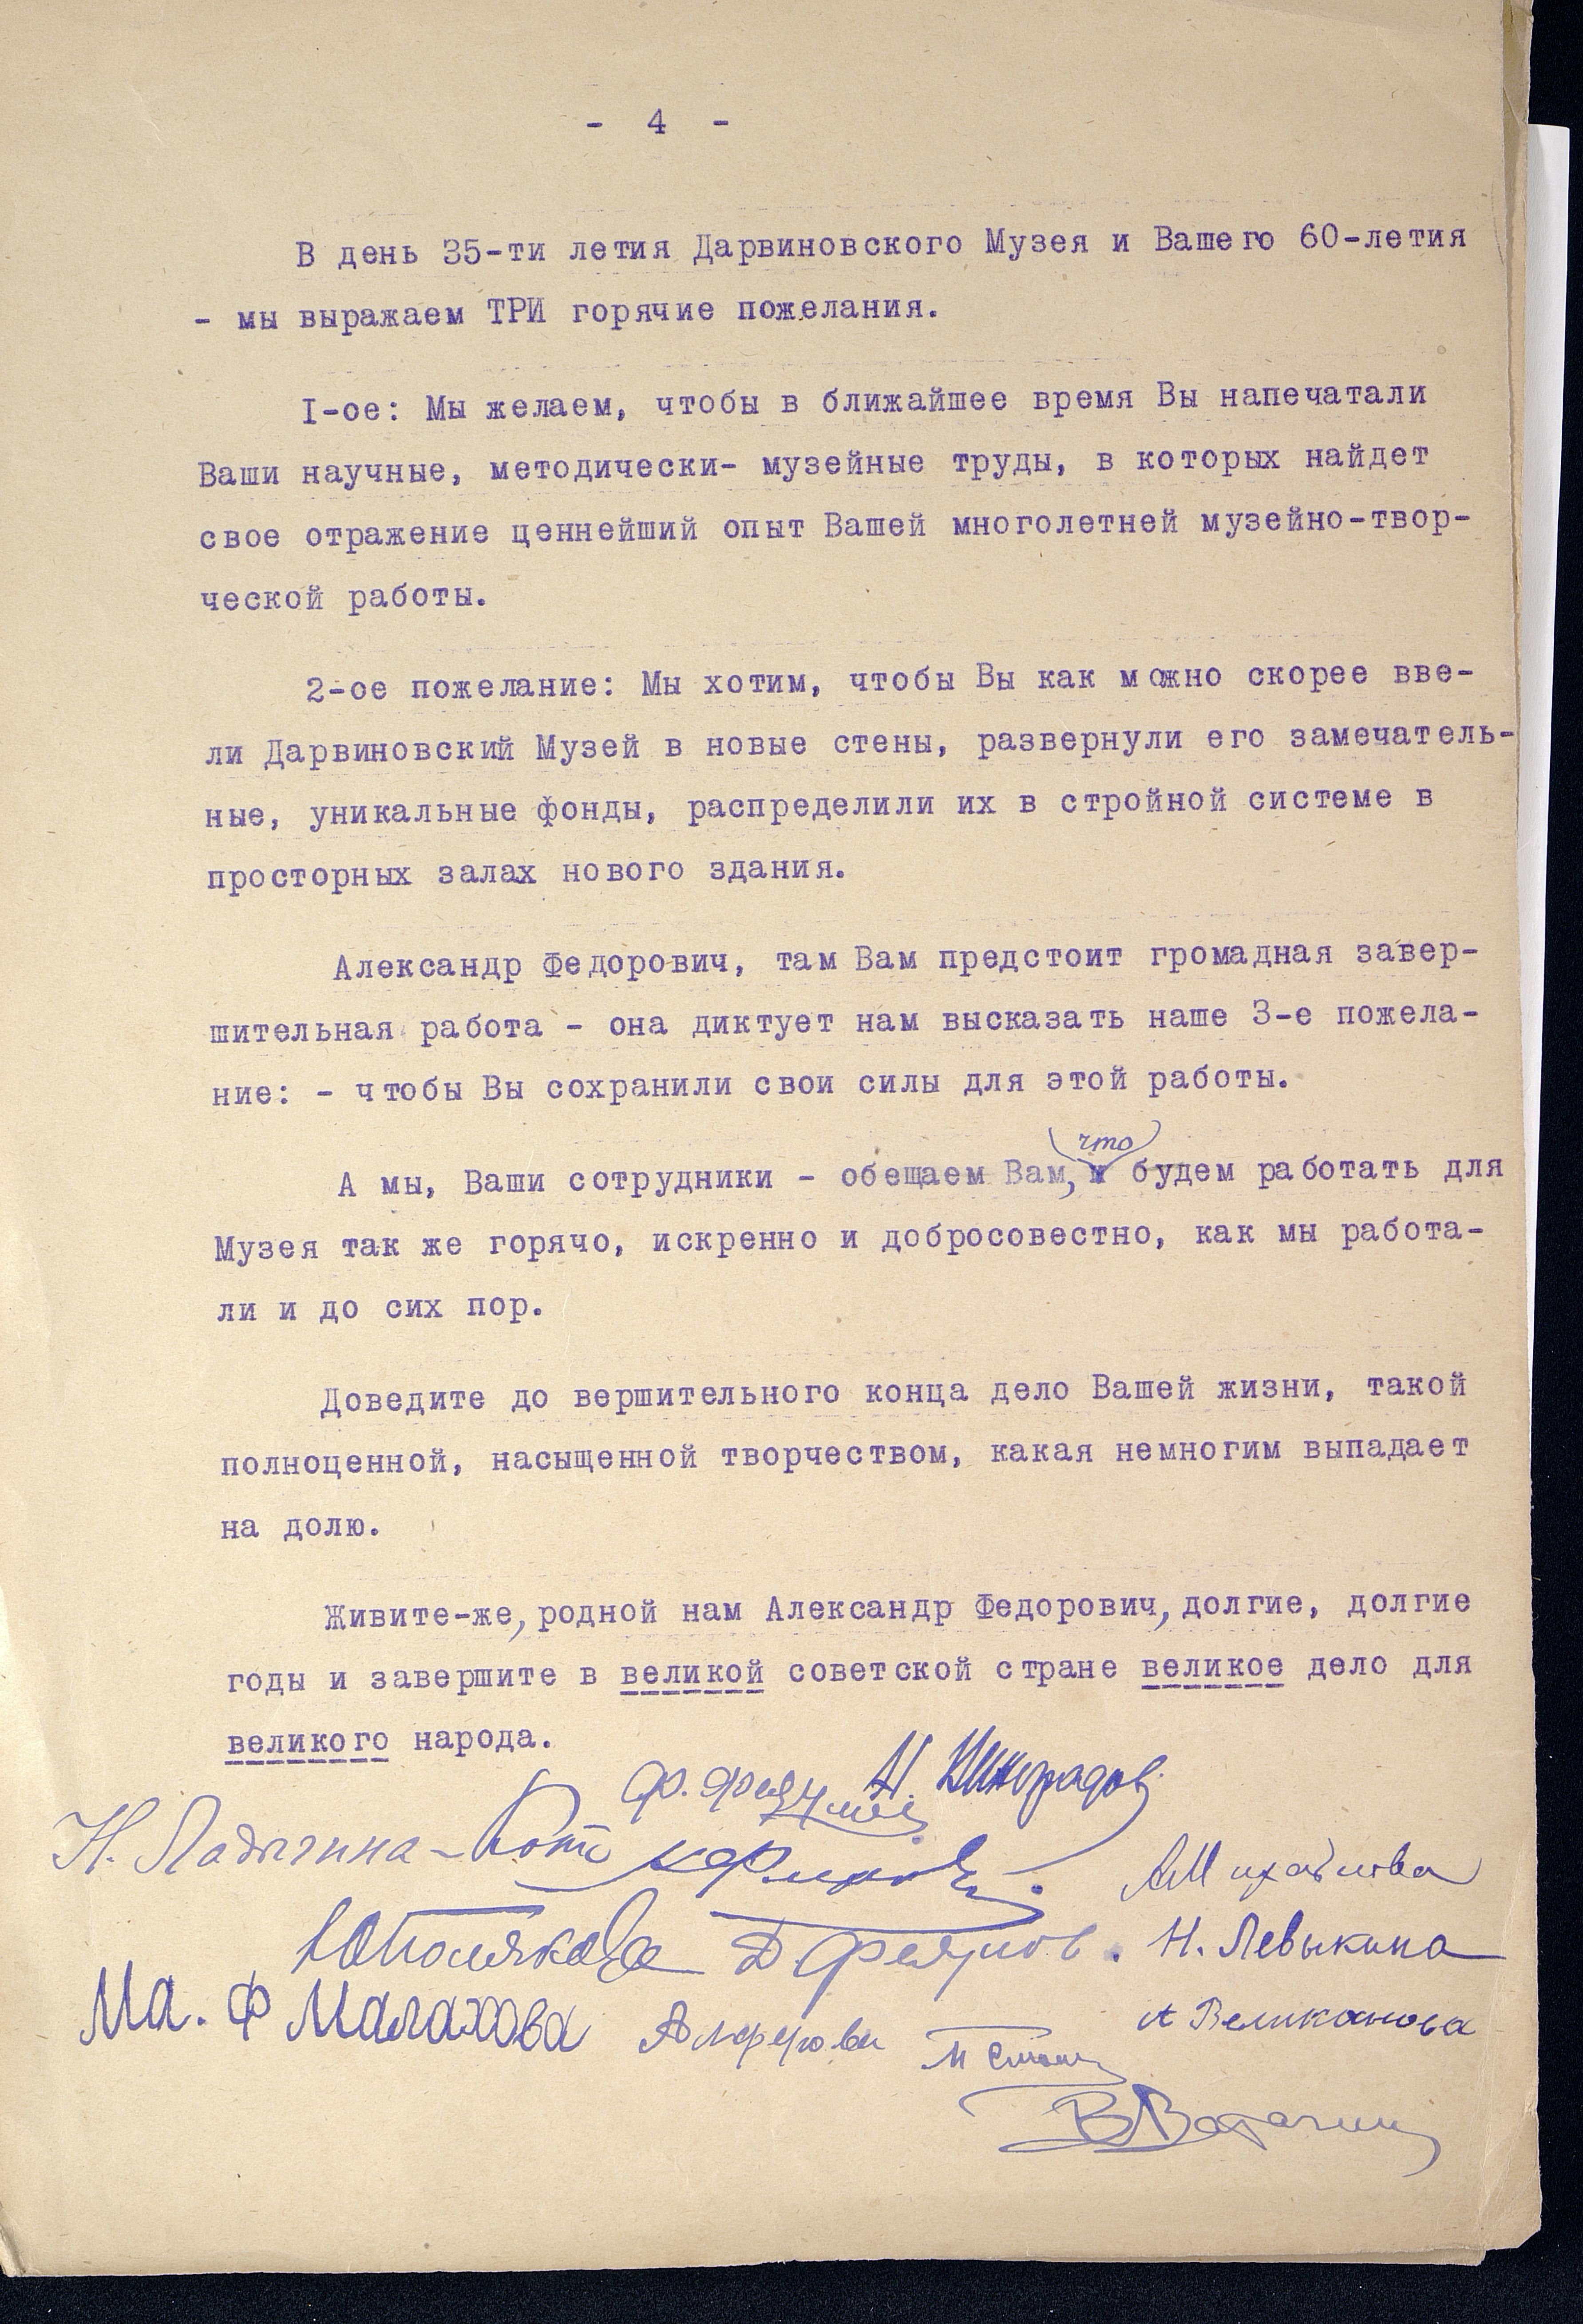 - 4 -
В день 35-ти летия Дарвиновского Музея и Вашего 60-летия
- мы выражаем ТРИ горячие пожелания.
I-ое: Мы желаем, чтобы в ближайшее время Вы напечатали
Ваши научные, методически- музейные труды, в которых найдет
свое отражение ценнейший опыт Вашей многолетней музейно-твор-
ческой работы.
2-ое пожелание: Мы хотим, чтобы Вы как можно скорее вве-
ли Дарвиновский Музей в новые стены, развернули его замечатель-
ные, уникальные фонды, распределили их в стройной системе в
просторных залах нового здания.
Александр Федорович, там Вам предстоит громадная завер-
шительная работа - она диктует нам высказать наше 3-е пожела-
ние: - чтобы Вы сохранили свои силы для этой работы.
А мы, Ваши сотрудники - обещаем Вам, что будем работать для
Музея так же горячо, искренно и добросовестно, как мы работа-
ли и до сих пор.
Доведите до вершительного конца дело Вашей жизни, такой
полноценной, насыщенной творчеством, какая немногим выпадает
на долю.
Живите-же, родной нам Александр Федорович, долгие, долгие
годы и завершите в великой советской стране великое дело для
великого народа.
Н. Виноградов
Н. Ладыгина-Котс
А Михайлова
Полякова Д Федулов. Н. Левыкина
Ма. Ф Малахова Алферова А Великанова
В Ватагин